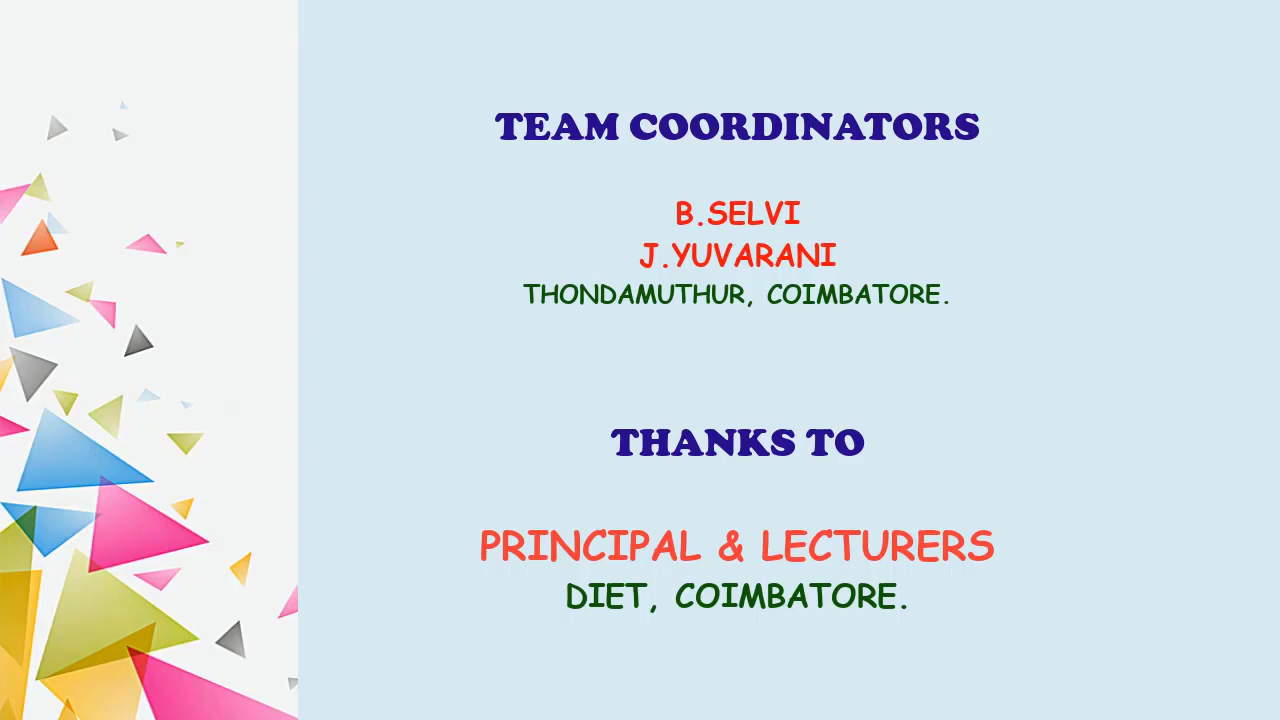 TEAM COORDINATORS
B.SELVI
J.YUVARANI
THONDAMUTHUR, COIMBATORE.
THANKS TO
PRINCIPAL & LECTURERS
DIET, COIMBATORE.